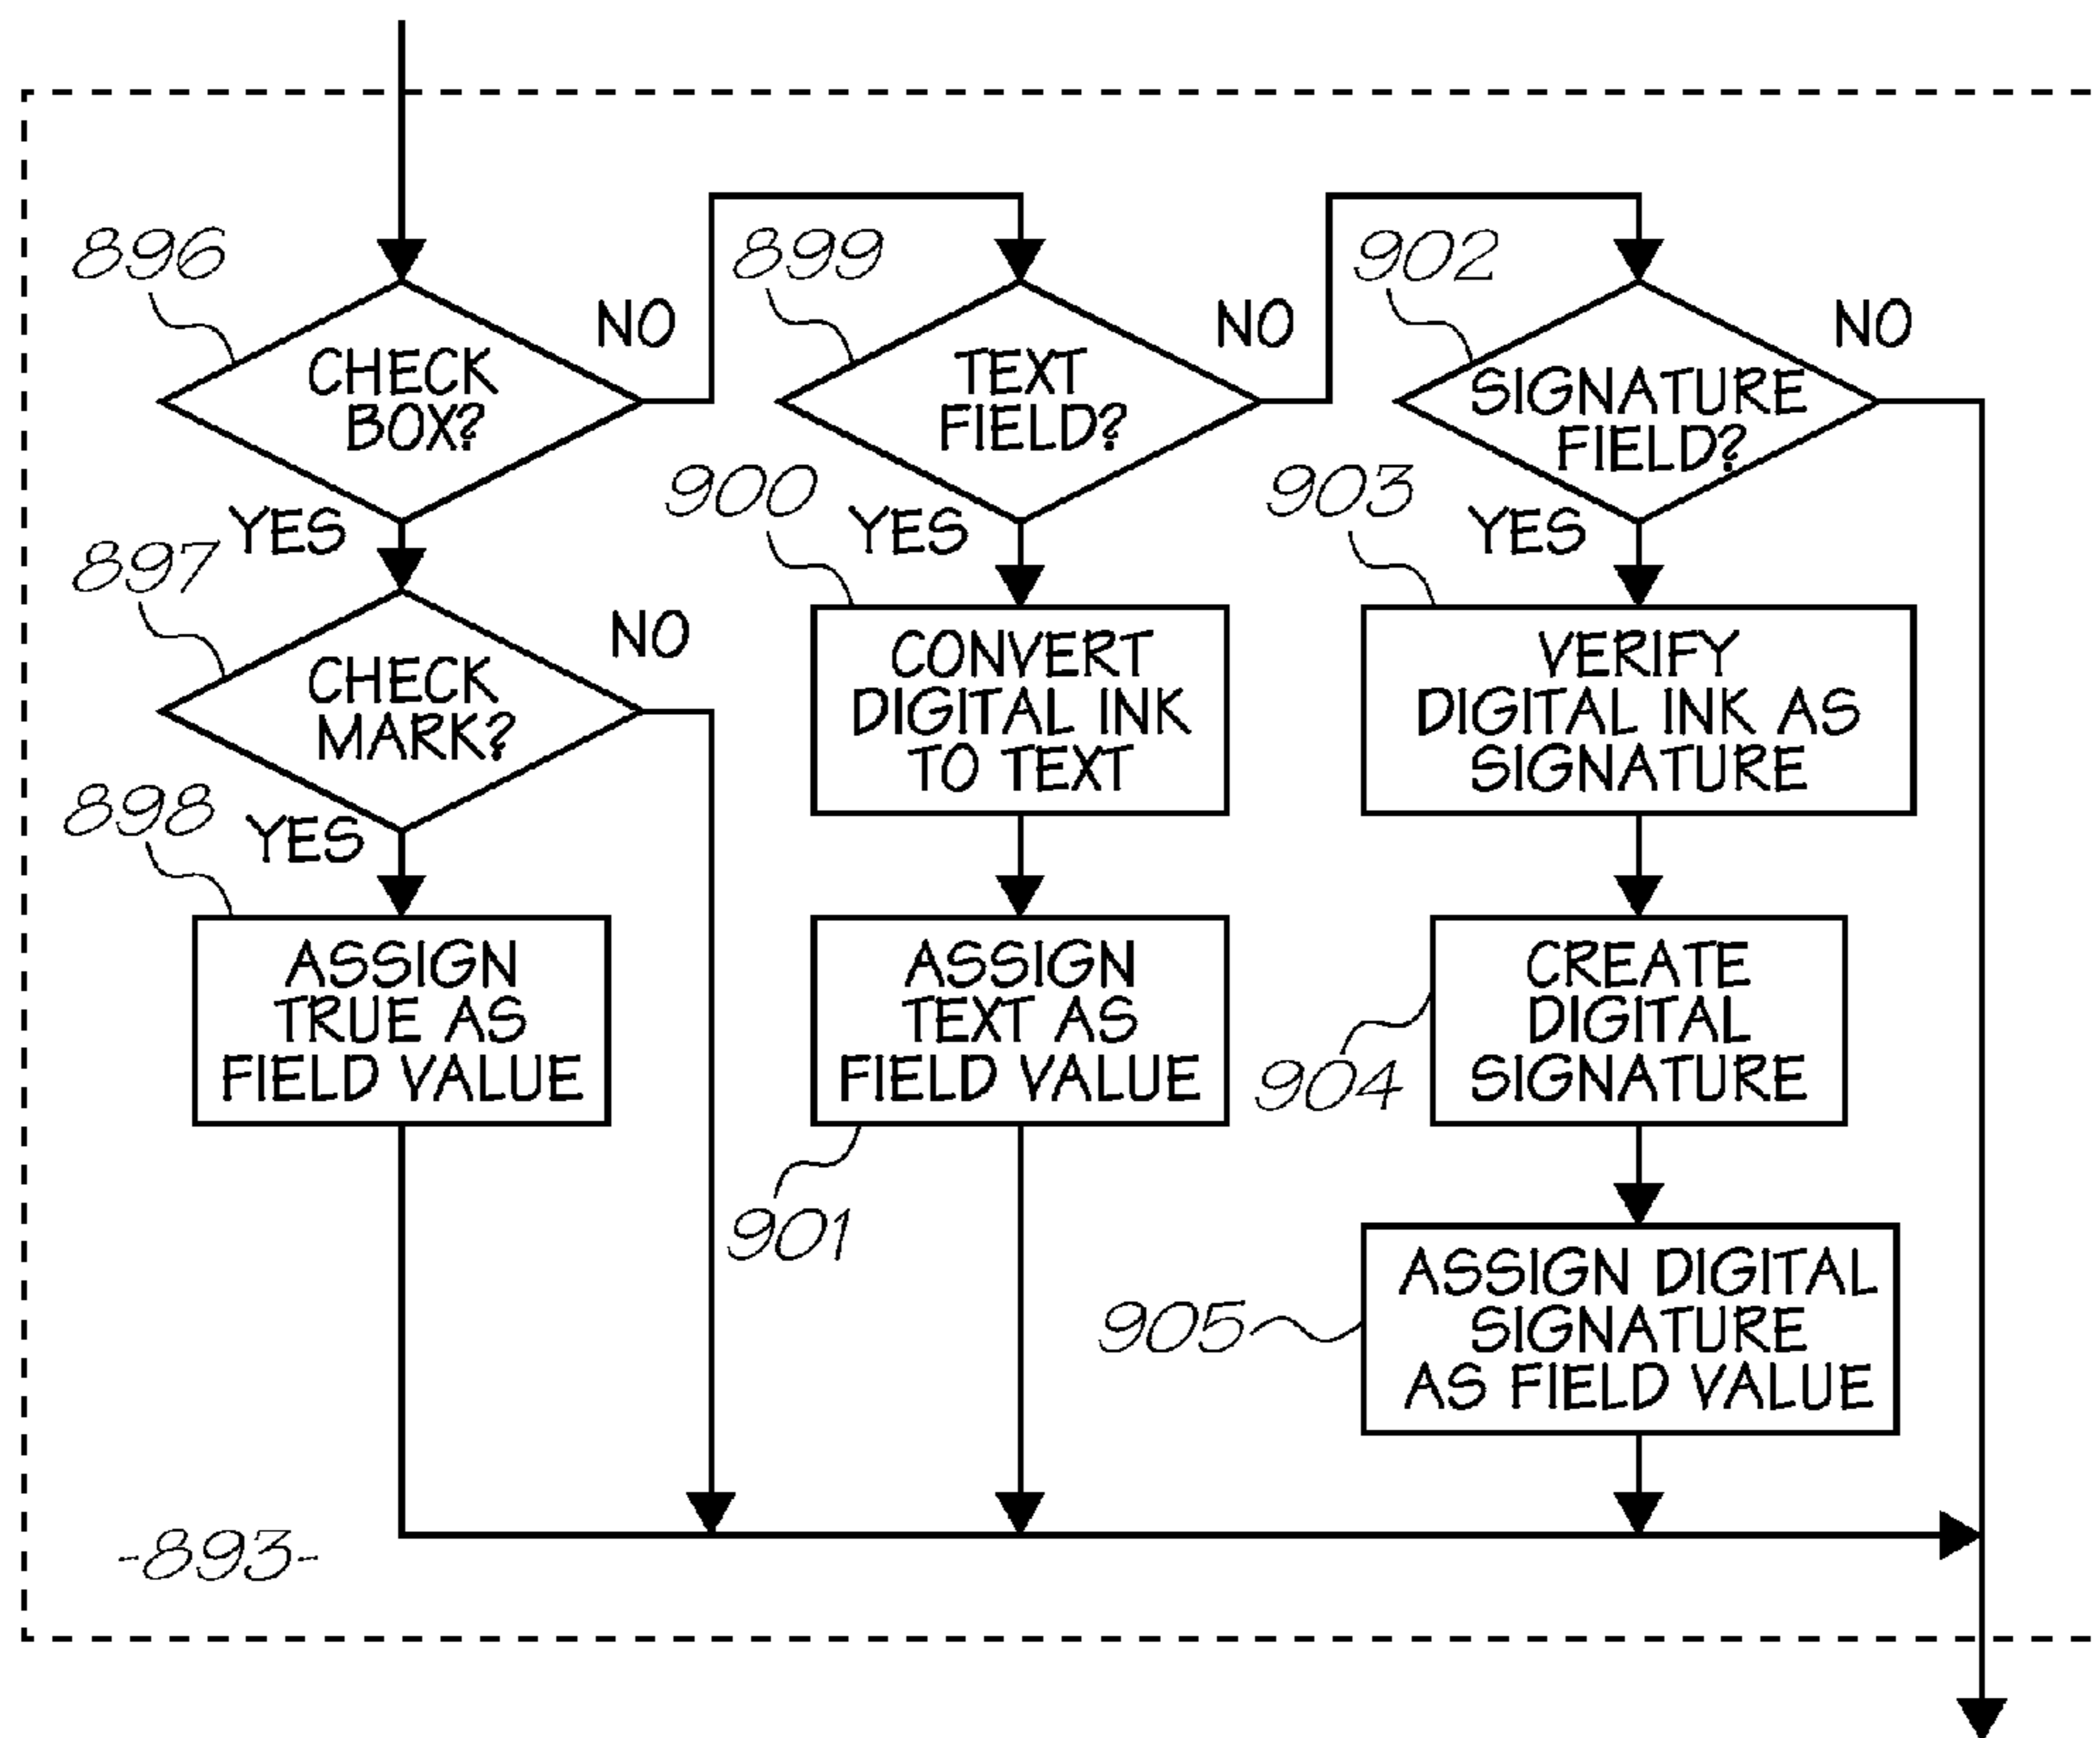 896
CHECK
BOX?
NO
YES
899
TEXT
FIELD?
NO
YES
902
SIGNATURE
FIELD?
NO
YES
897
CHECK
MARK?
NO
YES
900
CONVERT
DIGITAL INK
TO TEXT
903
VERIFY
DIGITAL INK AS
SIGNATURE
898
ASSIGN
TRUE AS
FIELD VALUE
ASSIGN
TEXT AS
FIELD VALUE
901
CREATE
DIGITAL
SIGNATURE
904
905
ASSIGN DIGITAL
SIGNATURE
AS FIELD VALUE
-893-